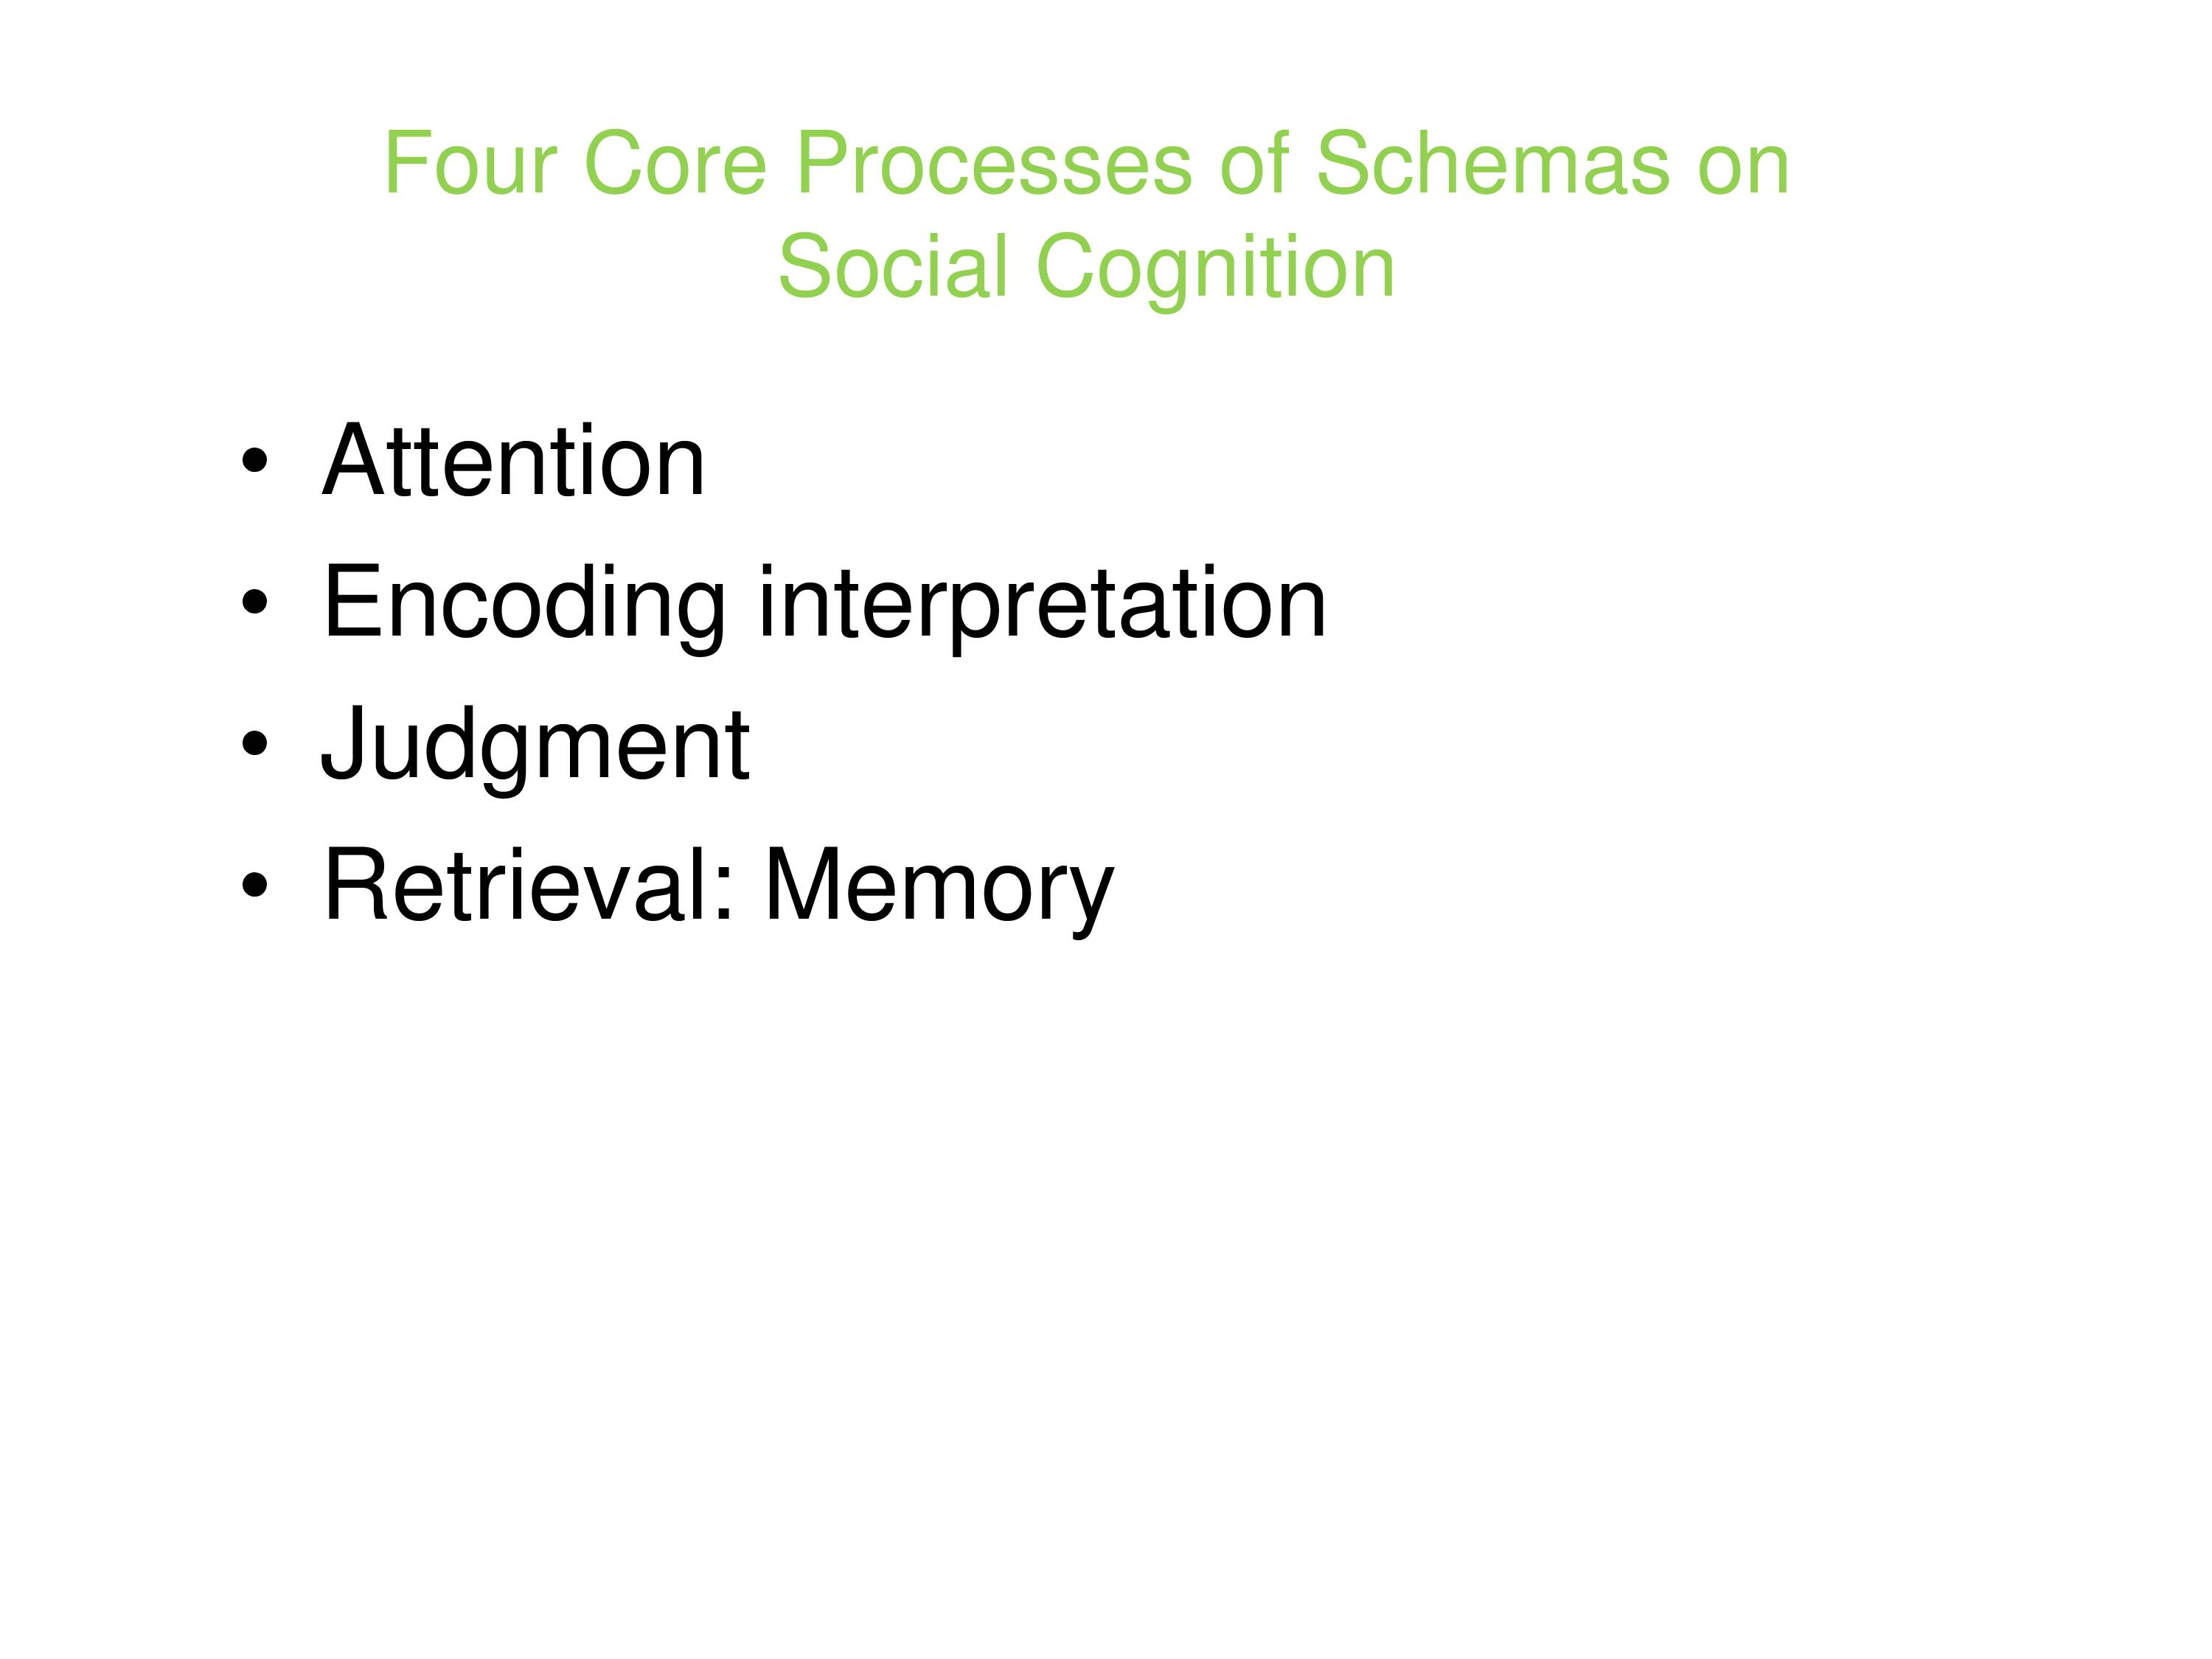 Four Core Processes of Schemas on
Social Cognition
• Attention
• Encoding interpretation
• Judgment
• Retrieval: Memory